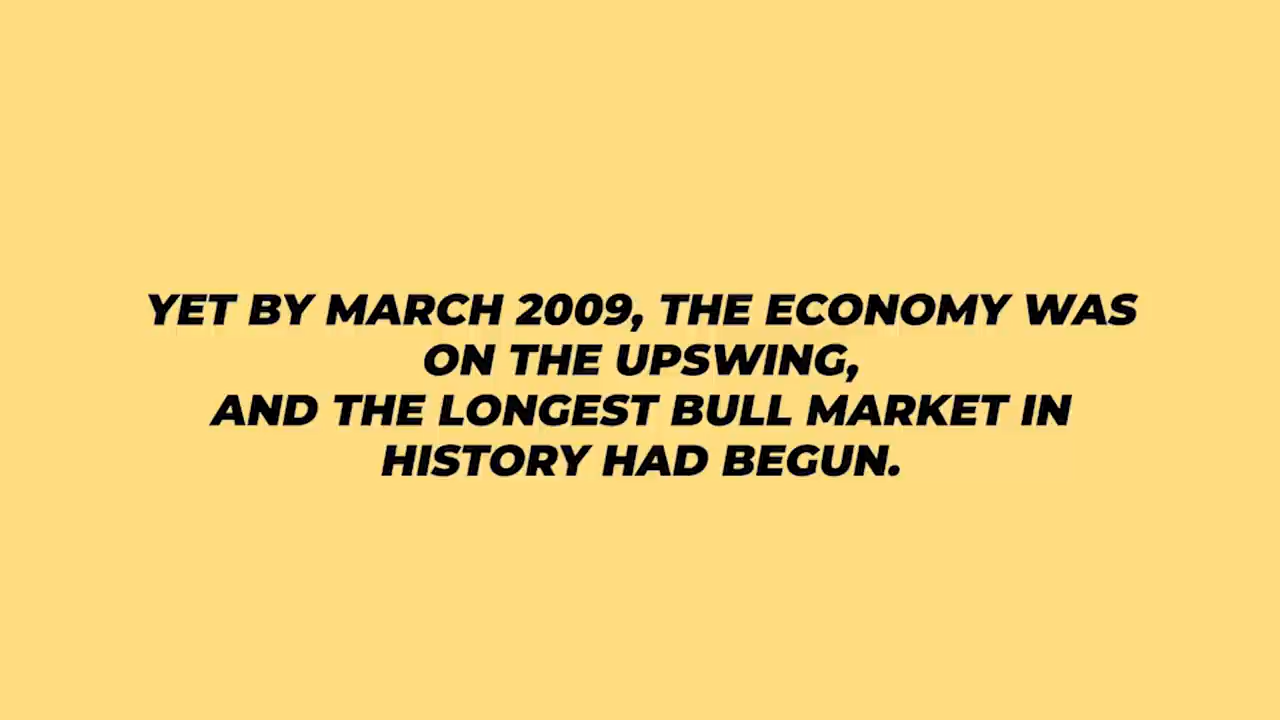 YET BY MARCH 2009, THE ECONOMY WAS
ON THE UPSWING,
AND THE LONGEST BULL MARKET IN
HISTORY HAD BEGUN.